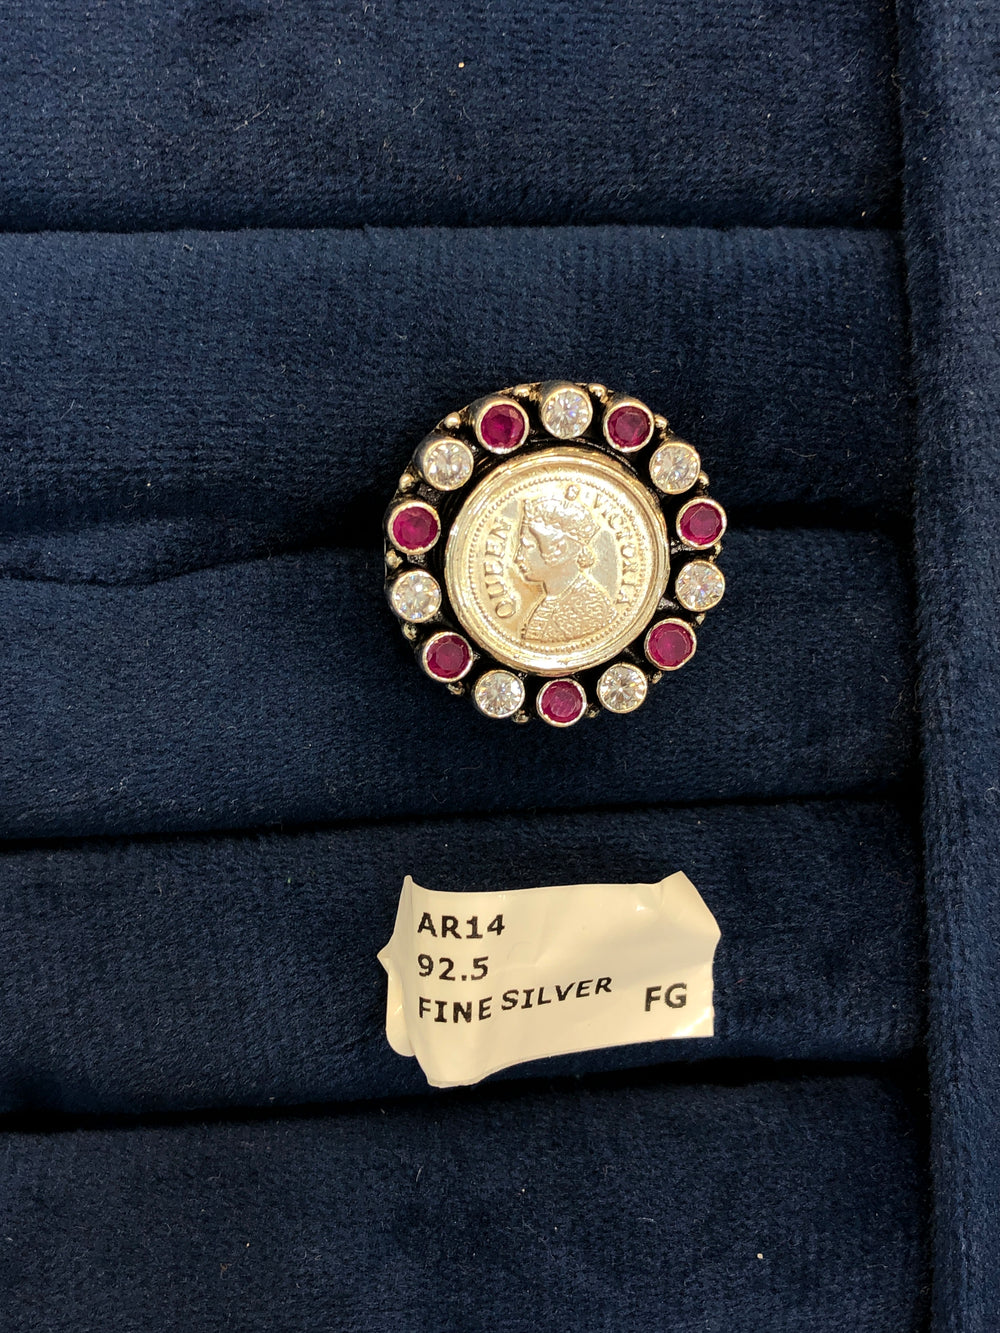 QUEEN G.VICTORIA
AR14
92.5
FINE SILVER FG